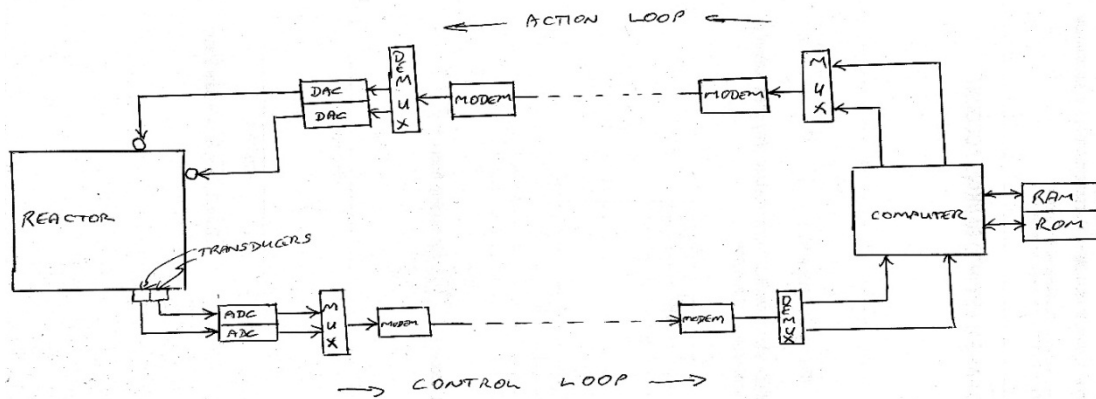 ← ← ACTION LOOP ← ←
DEMUX
MUX
DAC
DAC
MODEM
MODEM
REACTOR
COMPUTER
RAM
ROM
TRANSDUCERS
ADC
ADC
MUX
MODEM
MODEM
DEMUX
→ → CONTROL LOOP → →